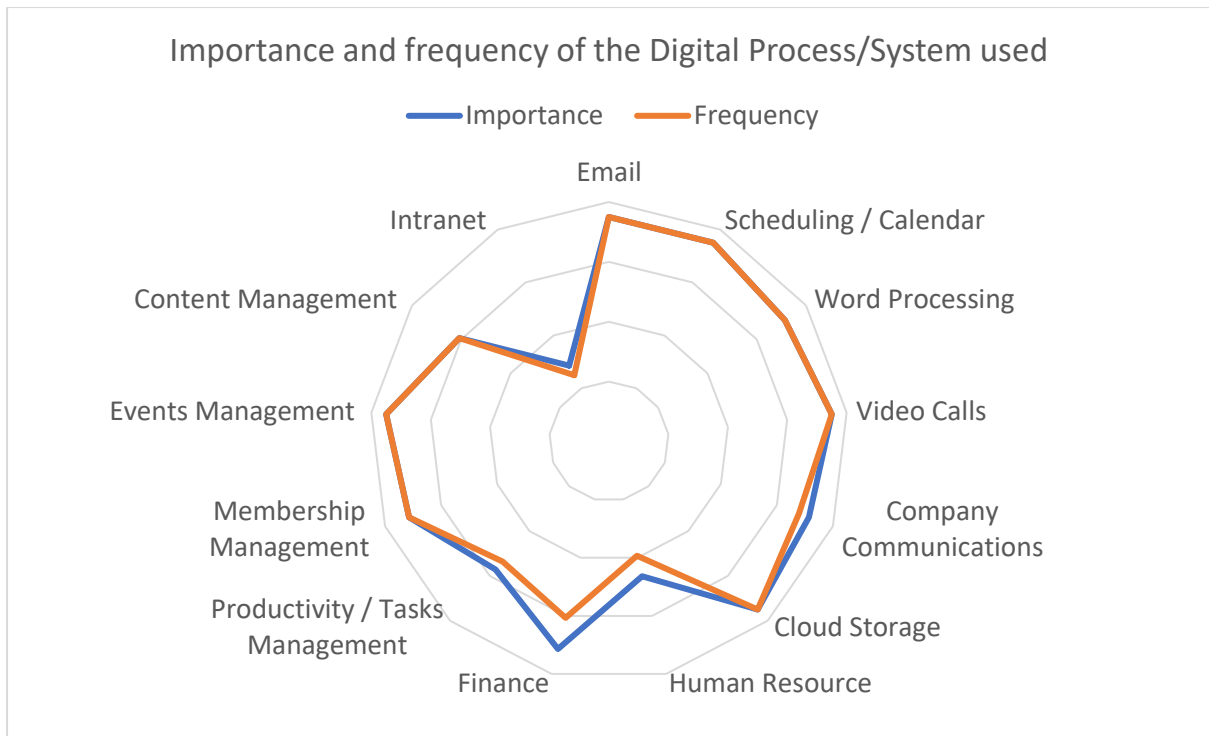 Importance and frequency of the Digital Process/System used
Importance
Frequency
Email
Scheduling / Calendar
Word Processing
Video Calls
Company
Communications
Cloud Storage
Human Resource
Finance
Productivity / Tasks
Management
Membership
Management
Events Management
Content Management
Intranet